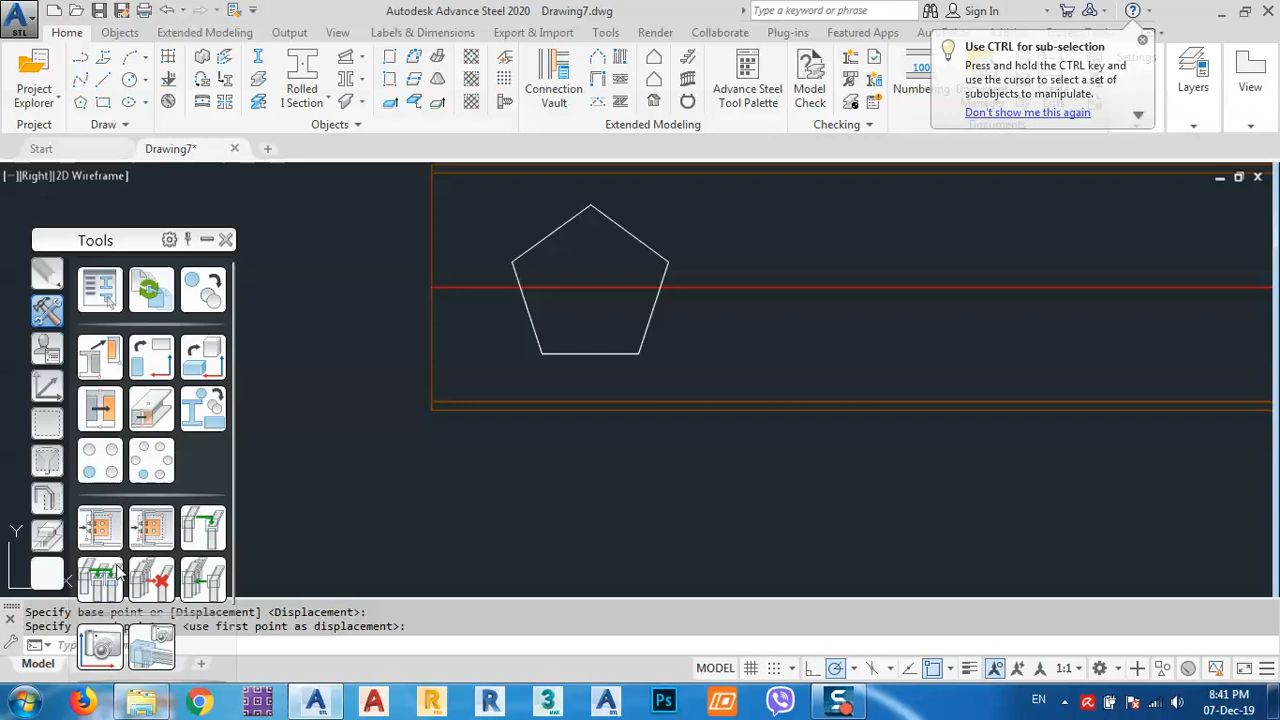 Autodesk Advance Steel 2020 Drawing7.dwg
Type a keyword or phrase
Sign In
Home Objects Extended Modeling Output View Labels & Dimensions Export & Import Tools Render Collaborate Plug-ins Featured Apps
Use CTRL for sub-selection
Press and hold the CTRL key and
use the cursor to select a set of
subobjects to manipulate.
Don't show me this again
Settings
Project
Explorer
Rolled
I Section
Connection
Vault
Advance Steel
Tool Palette
Model
Check
Numbering
Manager
Documents
Layers
View
Project Draw Objects Extended Modeling Checking
Start Drawing7*
[−][Right][2D Wireframe]
Tools
Y
X
Specify base point or [Displacement] <Displacement>:
Specify <use first point as displacement>:
Model
MODEL
1:1
STL
EN
8:41 PM
07-Dec-19